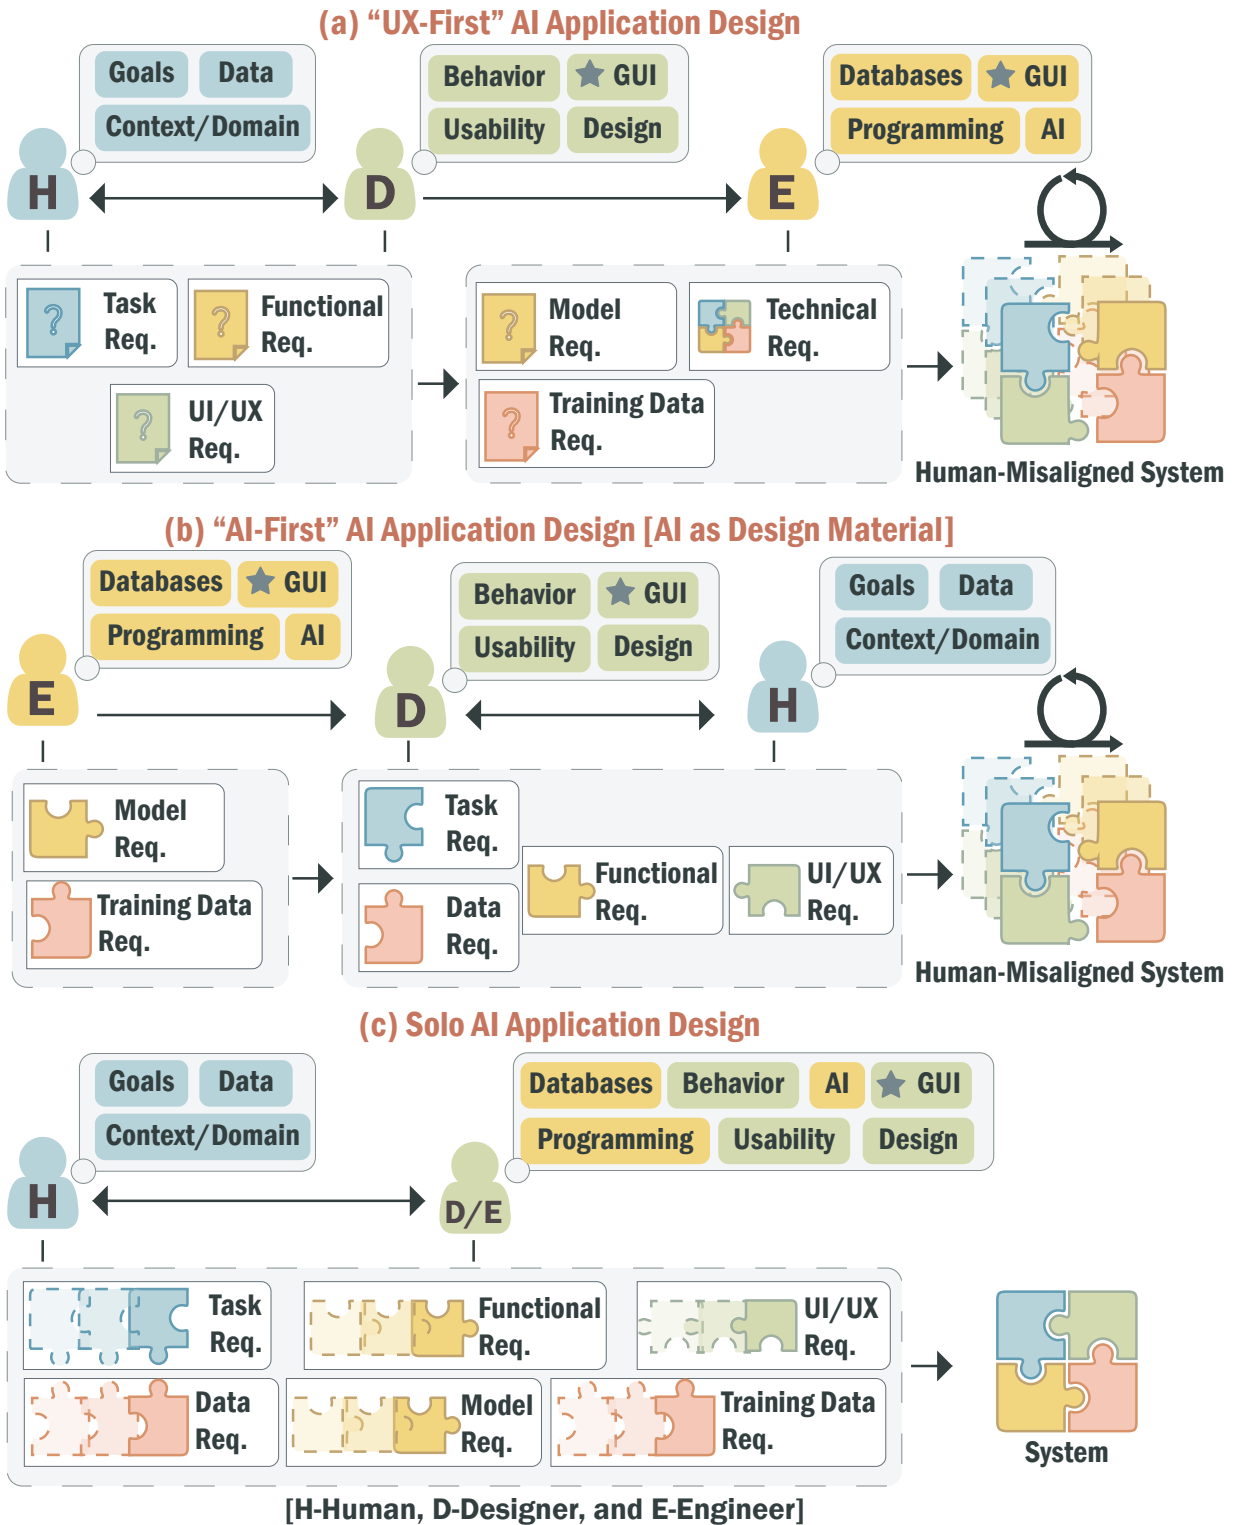 (a) “UX-First” AI Application Design
Goals Data
Context/Domain
Behavior GUI
Usability Design
Databases GUI
Programming AI
H D E
Task
Req.
Functional
Req.
UI/UX
Req.
Model
Req.
Technical
Req.
Training Data
Req.
Human-Misaligned System
(b) “AI-First” AI Application Design [AI as Design Material]
Databases GUI
Programming AI
Behavior GUI
Usability Design
Goals Data
Context/Domain
E D H
Model
Req.
Training Data
Req.
Task
Req.
Data
Req.
Functional
Req.
UI/UX
Req.
Human-Misaligned System
(c) Solo AI Application Design
Goals Data
Context/Domain
Databases Behavior AI GUI
Programming Usability Design
H D/E
Task
Req.
Functional
Req.
UI/UX
Req.
Data
Req.
Model
Req.
Training Data
Req.
System
[H-Human, D-Designer, and E-Engineer]